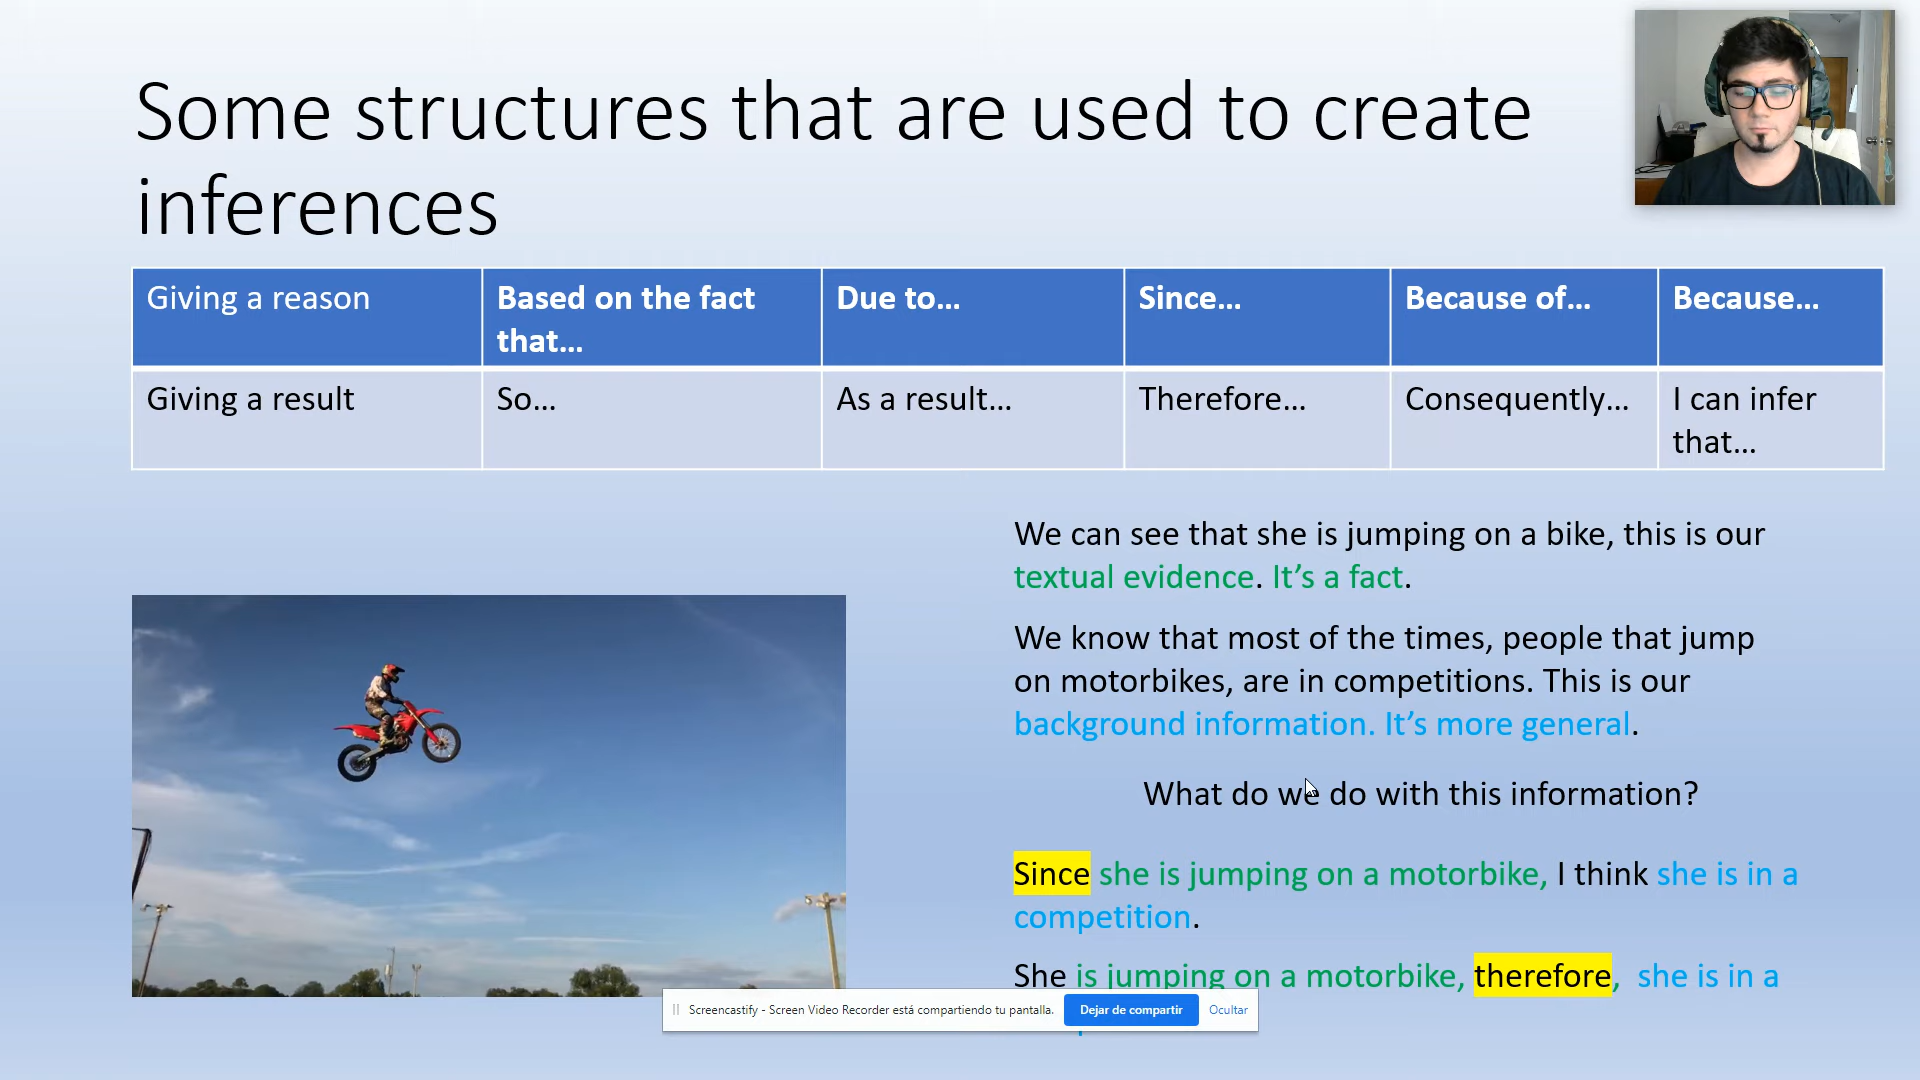 Some structures that are used to create
inferences
Giving a reason
Based on the fact
that...
Due to...
Since...
Because of...
Because...
Giving a result
So...
As a result...
Therefore...
Consequently...
I can infer
that...
We can see that she is jumping on a bike, this is our
textual evidence. It’s a fact.
We know that most of the times, people that jump
on motorbikes, are in competitions. This is our
background information. It’s more general.
What do we do with this information?
Since she is jumping on a motorbike, I think she is in a
competition.
She is jumping on a motorbike, therefore, she is in a
Screencastify - Screen Video Recorder está compartiendo tu pantalla.
Dejar de compartir
Ocultar